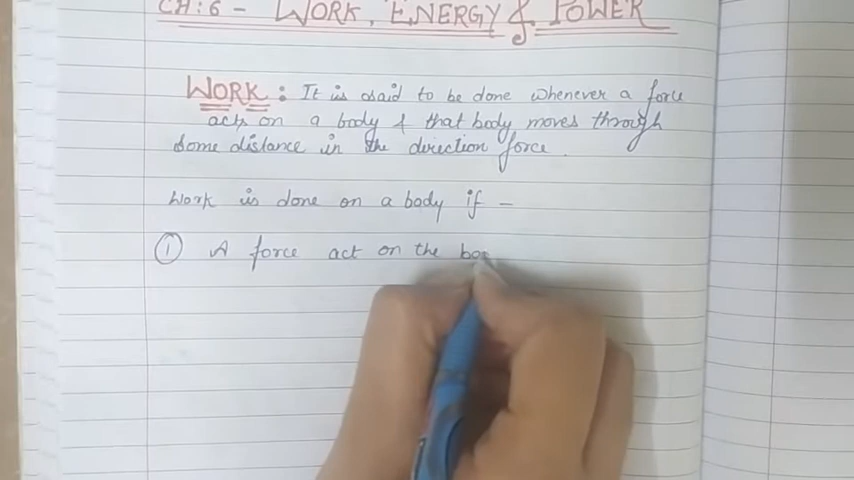 CH:6 - WORK, ENERGY & POWER
WORK: It is said to be done whenever a force
acts on a body & that body moves through
some distance in the direction force.
Work is done on a body if -
① A force act on the bo